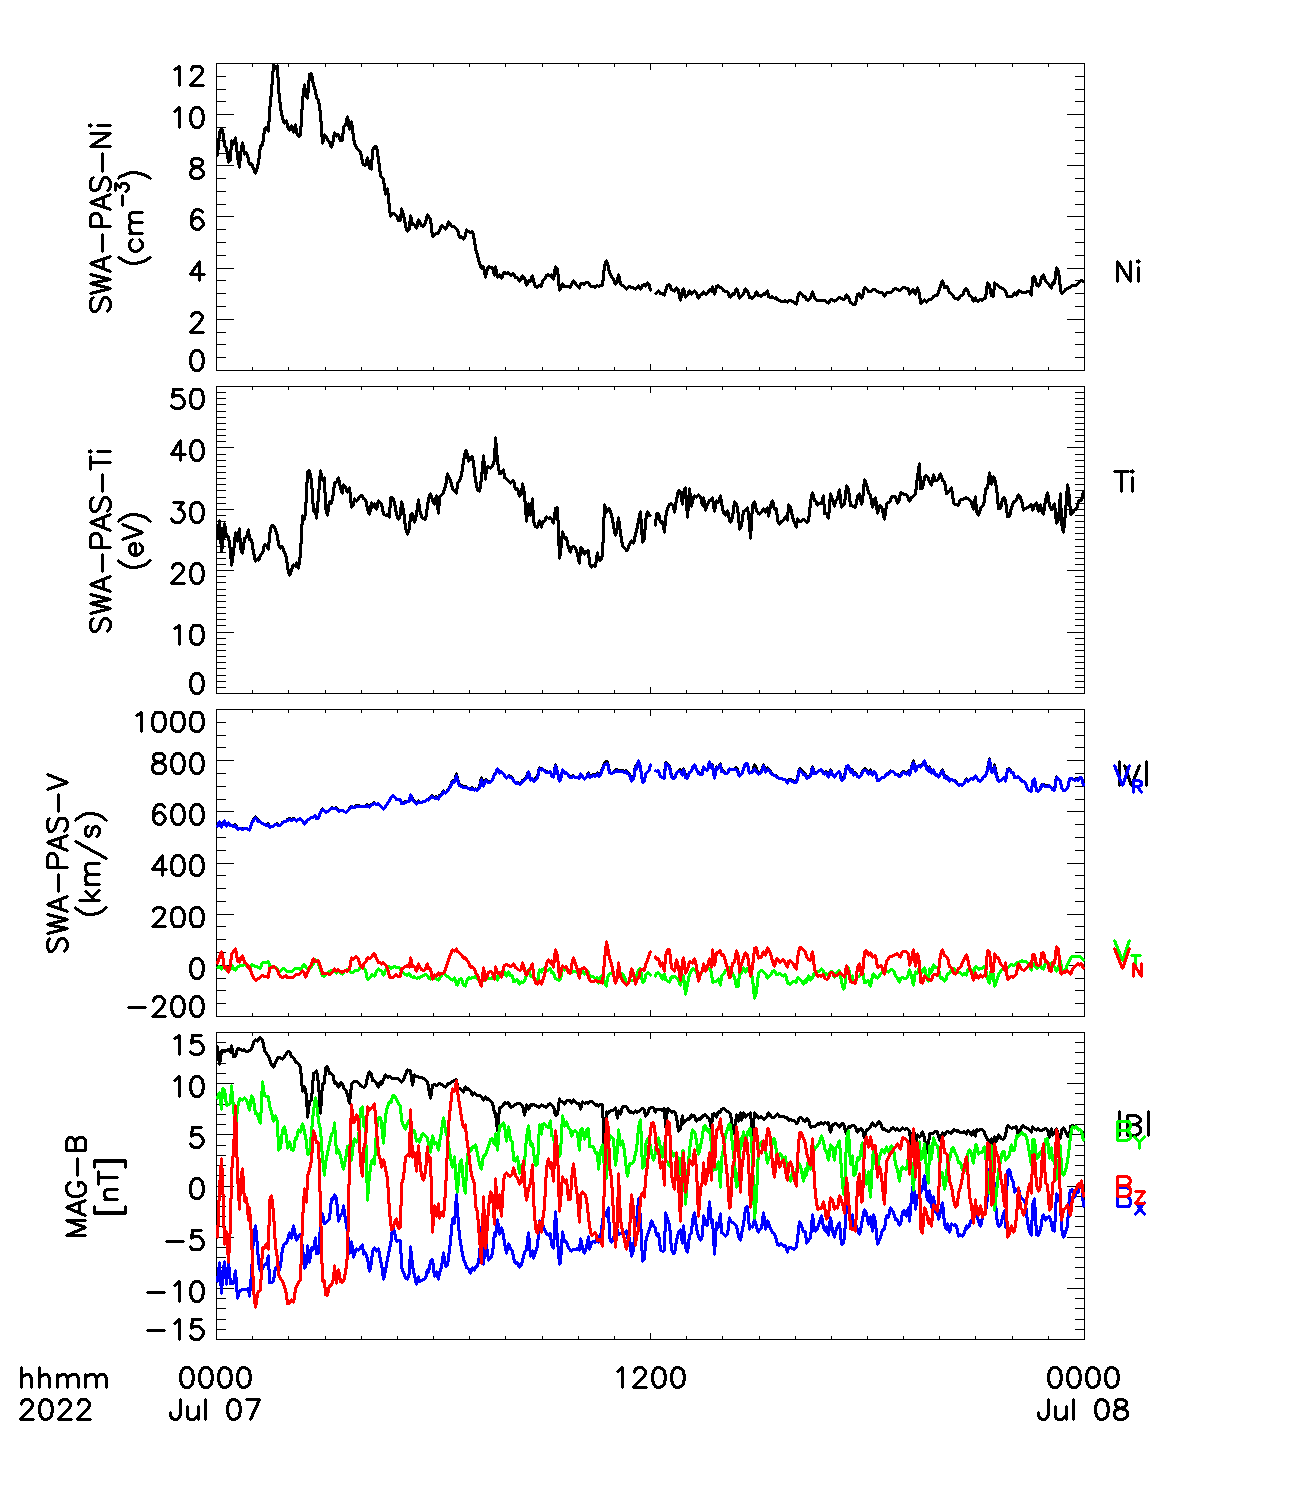 12
10
8
6
4
2
0
SWA-PAS-Ni
(cm⁻³)
Ni
50
40
30
20
10
0
SWA-PAS-Ti
(eV)
Ti
1000
800
600
400
200
0
-200
SWA-PAS-V
(km/s)
|V|
V_R
V_T
V_N
15
10
5
0
-5
-10
-15
MAG-B
[nT]
|B|
B_Y
B_Z
B_X
hhmm
0000
1200
0000
2022
Jul 07
Jul 08